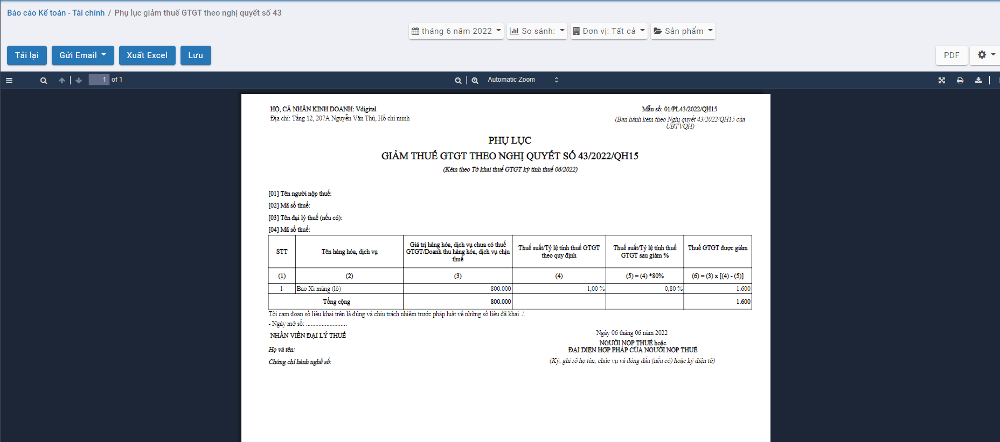 Báo cáo Kế toán - Tài chính / Phụ lục giảm thuế GTGT theo nghị quyết số 43
tháng 6 năm 2022
So sánh:
Đơn vị: Tất cả
Sản phẩm
Tải lại
Gửi Email
Xuất Excel
Lưu
PDF
1 of 1
Automatic Zoom
HỘ, CÁ NHÂN KINH DOANH: Vdigital
Mẫu số: 01/PL43/2022/QH15
Địa chỉ: Tầng 12, 207A Nguyễn Văn Thủ, Hồ chí minh
(Ban hành kèm theo Nghị quyết 43/2022/QH15 của
UBTVQH)
PHỤ LỤC
GIẢM THUẾ GTGT THEO NGHỊ QUYẾT SỐ 43/2022/QH15
(Kèm theo Tờ khai thuế GTGT kỳ tính thuế 06/2022)
[01] Tên người nộp thuế:
[02] Mã số thuế:
[03] Tên đại lý thuế (nếu có):
[04] Mã số thuế:
STT
Tên hàng hóa, dịch vụ
Giá trị hàng hóa, dịch vụ chưa có thuế
GTGT/Doanh thu hàng hóa, dịch vụ chịu
thuế
Thuế suất/Tỷ lệ tính thuế GTGT
theo quy định
Thuế suất/Tỷ lệ tính thuế
GTGT sau giảm %
Thuế GTGT được giảm
(1) (2) (3) (4) (5) = (4) *80% (6) = (3) x [(4) - (5)]
1 Bao Xi măng (lô) 800.000 1,00 % 0,80 % 1.600
Tổng cộng 800.000 1.600
Tôi cam đoan số liệu khai trên là đúng và chịu trách nhiệm trước pháp luật về những số liệu đã khai ./.
- Ngày mở sổ: ..........................
Ngày 06 tháng 06 năm 2022
NHÂN VIÊN ĐẠI LÝ THUẾ
NGƯỜI NỘP THUẾ hoặc
ĐẠI DIỆN HỢP PHÁP CỦA NGƯỜI NỘP THUẾ
Họ và tên:
(Ký, ghi rõ họ tên; chức vụ và đóng dấu (nếu có) hoặc ký điện tử)
Chứng chỉ hành nghề số: